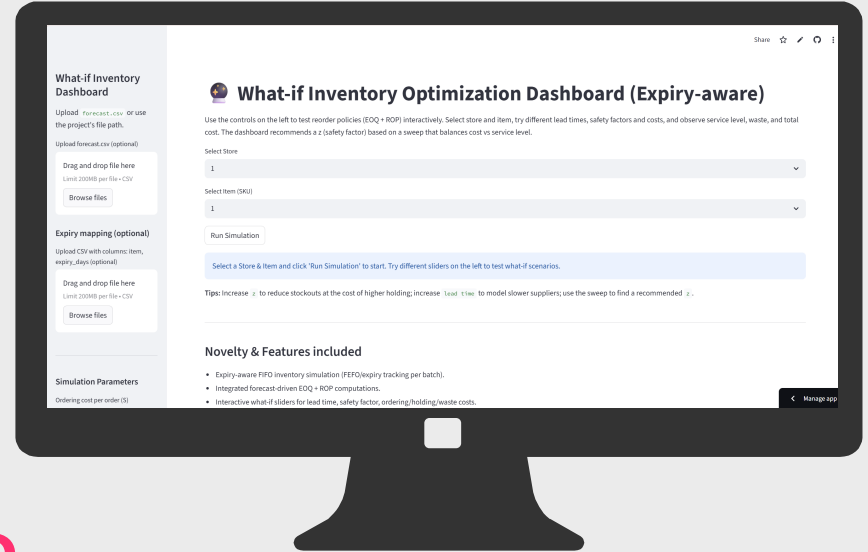 Share
What-if Inventory
Dashboard
Upload forecast.csv or use
the project's file path.
Upload forecast.csv (optional)
Drag and drop file here
Limit 200MB per file • CSV
Browse files
Expiry mapping (optional)
Upload CSV with columns: item,
expiry_days (optional)
Drag and drop file here
Limit 200MB per file • CSV
Browse files
Simulation Parameters
Ordering cost per order (S)
What-if Inventory Optimization Dashboard (Expiry-aware)
Use the controls on the left to test reorder policies (EOQ + ROP) interactively. Select store and item, try different lead times, safety factors and costs, and observe service level, waste, and total
cost. The dashboard recommends a z (safety factor) based on a sweep that balances cost vs service level.
Select Store
1
Select Item (SKU)
1
Run Simulation
Select a Store & Item and click 'Run Simulation' to start. Try different sliders on the left to test what-if scenarios.
Tips: Increase z to reduce stockouts at the cost of higher holding; increase lead time to model slower suppliers; use the sweep to find a recommended z.
Novelty & Features included
• Expiry-aware FIFO inventory simulation (FEFO/expiry tracking per batch).
• Integrated forecast-driven EOQ + ROP computations.
• Interactive what-if sliders for lead time, safety factor, ordering/holding/waste costs.
Manage app